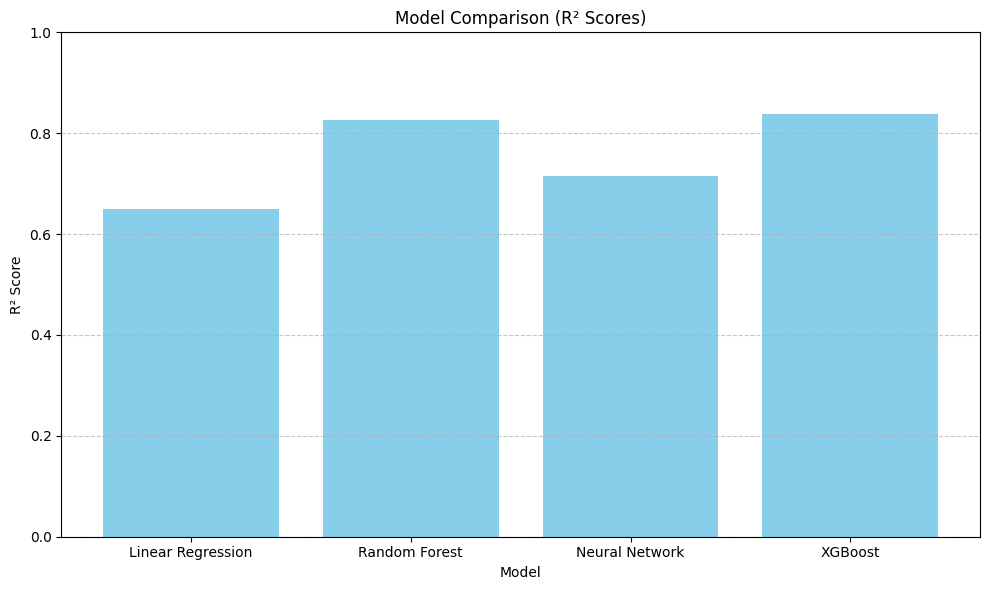 Model Comparison (R² Scores)
1.0
0.8
0.6
0.4
0.2
0.0
R² Score
Linear Regression
Random Forest
Neural Network
XGBoost
Model